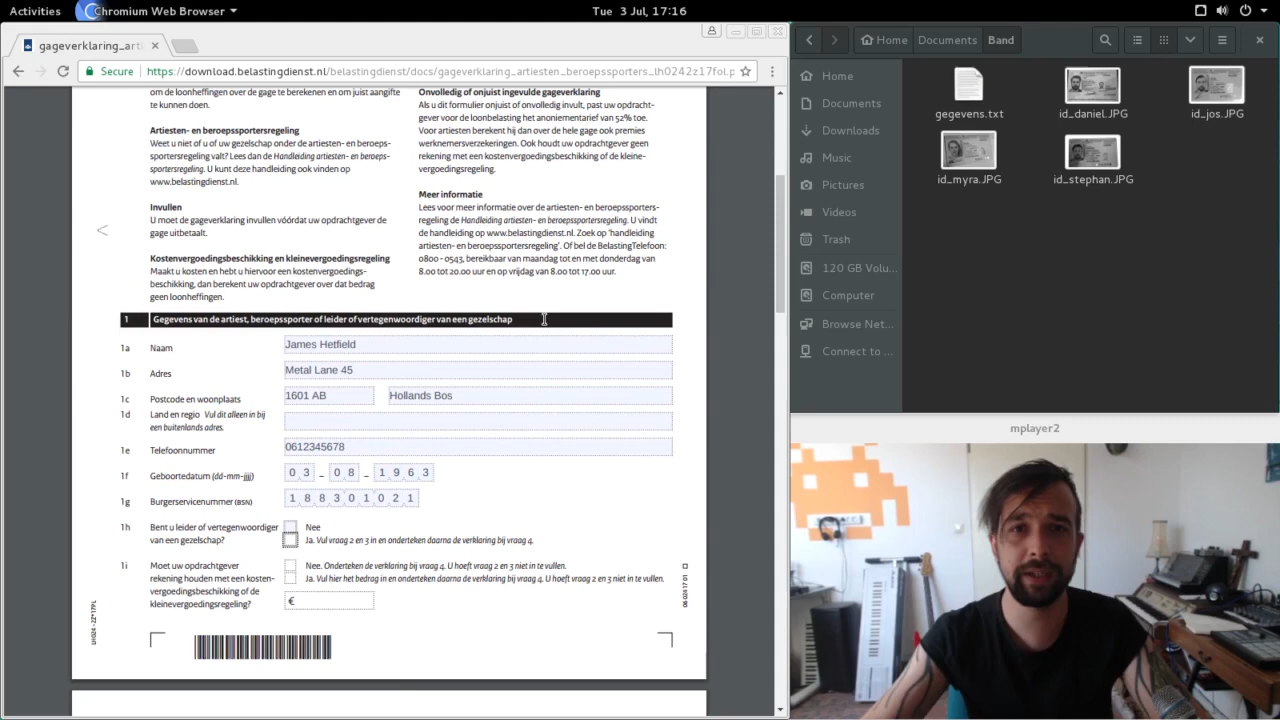 Activities
Chromium Web Browser
Tue 3 Jul, 17:16
gageverklaring_arti
Secure
https://download.belastingdienst.nl/belastingdienst/docs/gageverklaring_artiesten_beroepssporters_lh0242z17fol.p
om de loonheffingen over de gage te berekenen en om juist aangifte
te kunnen doen.
Artiesten- en beroepssportersregeling
Weet u niet of u of uw gezelschap onder de artiesten- en beroeps-
sportersregeling valt? Lees dan de Handleiding artiesten- en beroeps-
sportersregeling. U kunt deze handleiding ook vinden op
www.belastingdienst.nl.
Invullen
U moet de gageverklaring invullen vóórdat uw opdrachtgever de
gage uitbetaalt.
Kostenvergoedingsbeschikking en kleinevergoedingsregeling
Maakt u kosten en hebt u hiervoor een kostenvergoedings-
beschikking, dan berekent uw opdrachtgever over dat bedrag
geen loonheffingen.
Onvolledig of onjuist ingevulde gageverklaring
Als u dit formulier onjuist of onvolledig invult, past uw opdracht-
gever voor de loonbelasting het anoniementarief van 52% toe.
Voor artiesten berekent hij dan over de hele gage ook premies
werknemersverzekeringen. Ook houdt uw opdrachtgever geen
rekening met een kostenvergoedingsbeschikking of de kleine-
vergoedingsregeling.
Meer informatie
Lees voor meer informatie over de artiesten- en beroepssporters-
regeling de Handleiding artiesten- en beroepssportersregeling. U vindt
de handleiding op www.belastingdienst.nl. Zoek op 'handleiding
artiesten- en beroepssportersregeling'. Of bel de BelastingTelefoon:
0800 - 0543, bereikbaar van maandag tot en met donderdag van
8.00 tot 20.00 uur en op vrijdag van 8.00 tot 17.00 uur.
1 Gegevens van de artiest, beroepssporter of leider of vertegenwoordiger van een gezelschap
1a Naam James Hetfield
1b Adres Metal Lane 45
1c Postcode en woonplaats 1601 AB Hollands Bos
1d Land en regio Vul dit alleen in bij
een buitenlands adres.
1e Telefoonnummer 0612345678
1f Geboortedatum (dd-mm-jjjj) 03 - 08 - 1963
1g Burgerservicenummer (BSN) 188301021
1h Bent u leider of vertegenwoordiger Nee
van een gezelschap? Ja. Vul vraag 2 en 3 in en onderteken daarna de verklaring bij vraag 4.
1i Moet uw opdrachtgever Nee. Onderteken de verklaring bij vraag 4. U hoeft vraag 2 en 3 niet in te vullen.
rekening houden met een kosten- Ja. Vul hier het bedrag in en onderteken daarna de verklaring bij vraag 4. U hoeft vraag 2 en 3 niet in te vullen.
vergoedingsbeschikking of de
kleinevergoedingsregeling? €
LH 024 - 2Z*17FL
06 024 17 01
Home Documents Band
Home
Documents
Downloads
Music
Pictures
Videos
Trash
120 GB Volu...
Computer
Browse Net...
Connect to ...
gegevens.txt
id_daniel.JPG
id_jos.JPG
id_myra.JPG
id_stephan.JPG
mplayer2